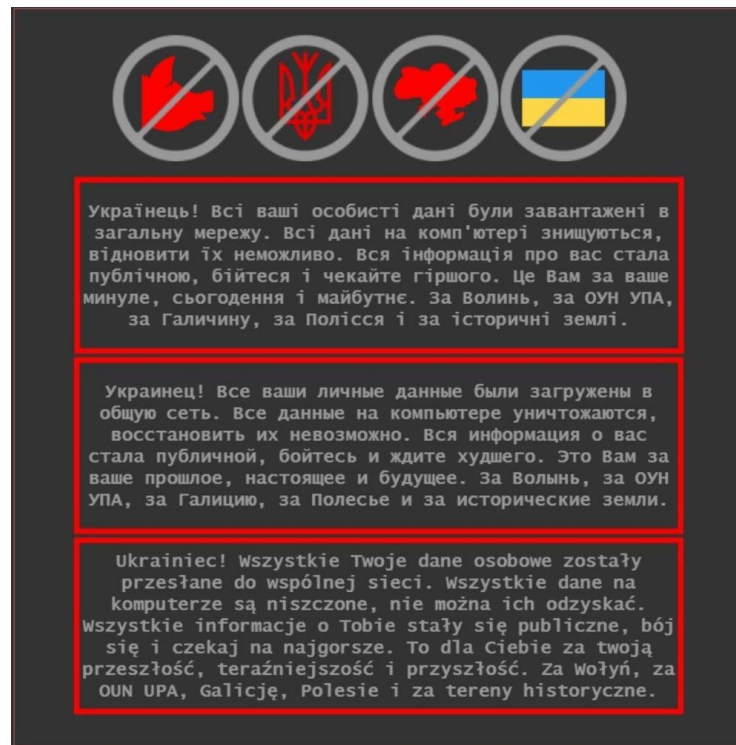 Українець! Всі ваші особисті дані були завантажені в
загальну мережу. Всі дані на комп'ютері знищуються,
відновити їх неможливо. Вся інформація про вас стала
публічною, бійтеся і чекайте гіршого. Це Вам за ваше
минуле, сьогодення і майбутнє. За Волинь, за ОУН УПА,
за Галичину, за Полісся і за історичні землі.
Украинец! Все ваши личные данные были загружены в
общую сеть. Все данные на компьютере уничтожаются,
восстановить их невозможно. Вся информация о вас
стала публичной, бойтесь и ждите худшего. Это Вам за
ваше прошлое, настоящее и будущее. За Волынь, за ОУН
УПА, за Галицию, за Полесье и за исторические земли.
Ukrainiec! Wszystkie Twoje dane osobowe zostały
przesłane do wspólnej sieci. Wszystkie dane na
komputerze są niszczone, nie można ich odzyskać.
Wszystkie informacje o Tobie stały się publiczne, bój
się i czekaj na najgorsze. To dla Ciebie za twoją
przeszłość, teraźniejszość i przyszłość. Za Wołyń, za
OUN UPA, Galicję, Polesie i za tereny historyczne.